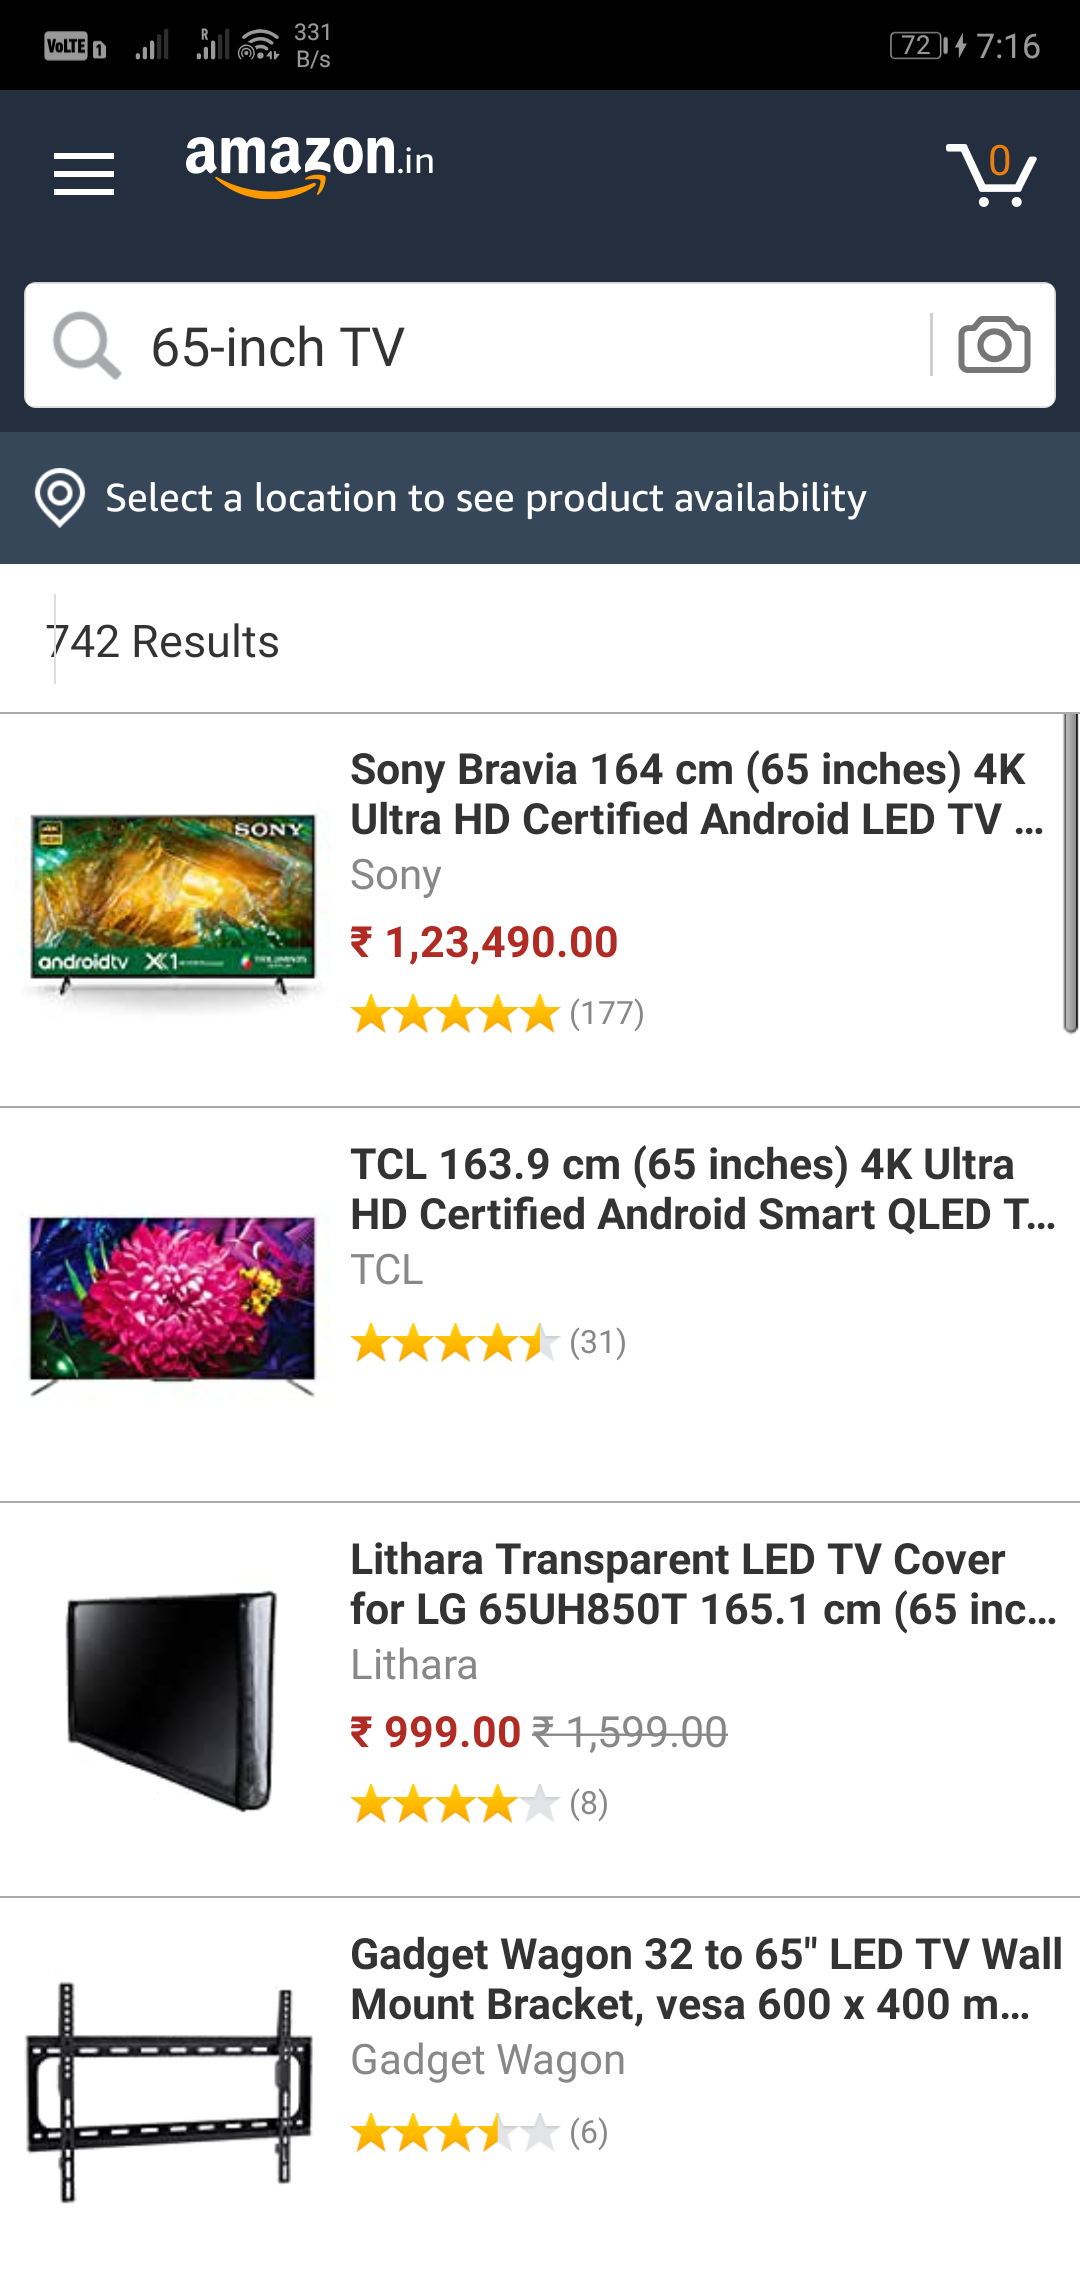 VoLTE 1 R 331 B/s 72 7:16
amazon.in 0
65-inch TV
Select a location to see product availability
742 Results
Sony Bravia 164 cm (65 inches) 4K
Ultra HD Certified Android LED TV ...
Sony
₹ 1,23,490.00
(177)
SONY
androidtv X1
TCL 163.9 cm (65 inches) 4K Ultra
HD Certified Android Smart QLED T...
TCL
(31)
Lithara Transparent LED TV Cover
for LG 65UH850T 165.1 cm (65 inc...
Lithara
₹ 999.00 ₹ 1,599.00
(8)
Gadget Wagon 32 to 65" LED TV Wall
Mount Bracket, vesa 600 x 400 m...
Gadget Wagon
(6)